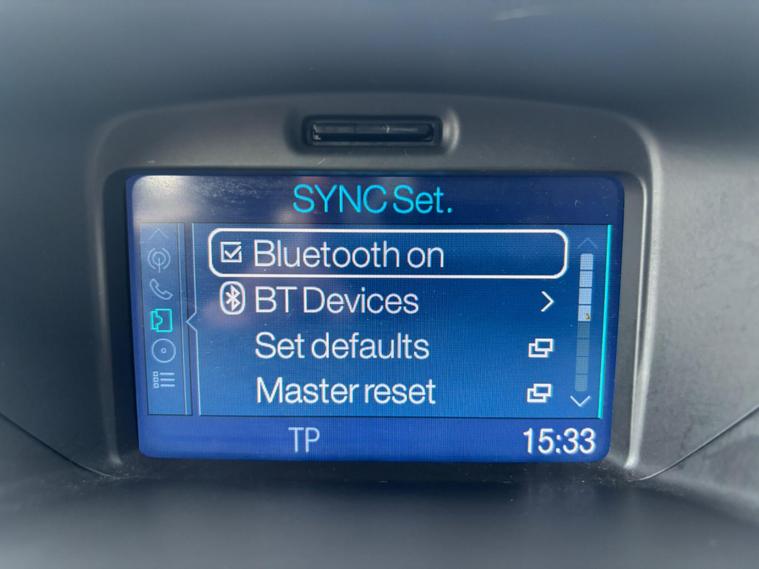 SYNC Set.
Bluetooth on
BT Devices
Set defaults
Master reset
TP 15:33